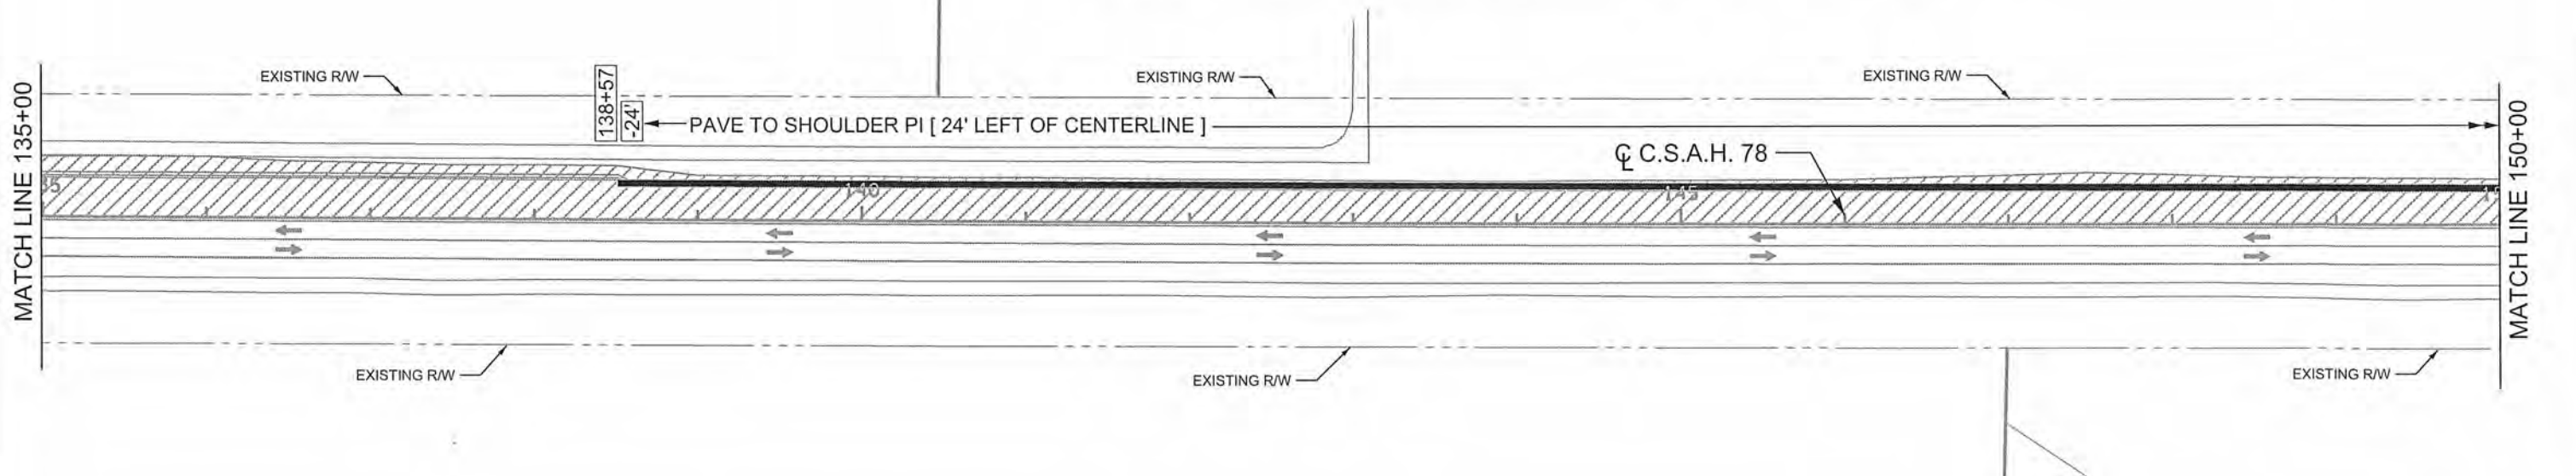 MATCH LINE 135+00
EXISTING R/W
138+57
-24'
EXISTING R/W
EXISTING R/W
PAVE TO SHOULDER PI [ 24' LEFT OF CENTERLINE ]
℄ C.S.A.H. 78
140
145
MATCH LINE 150+00
EXISTING R/W
EXISTING R/W
EXISTING R/W